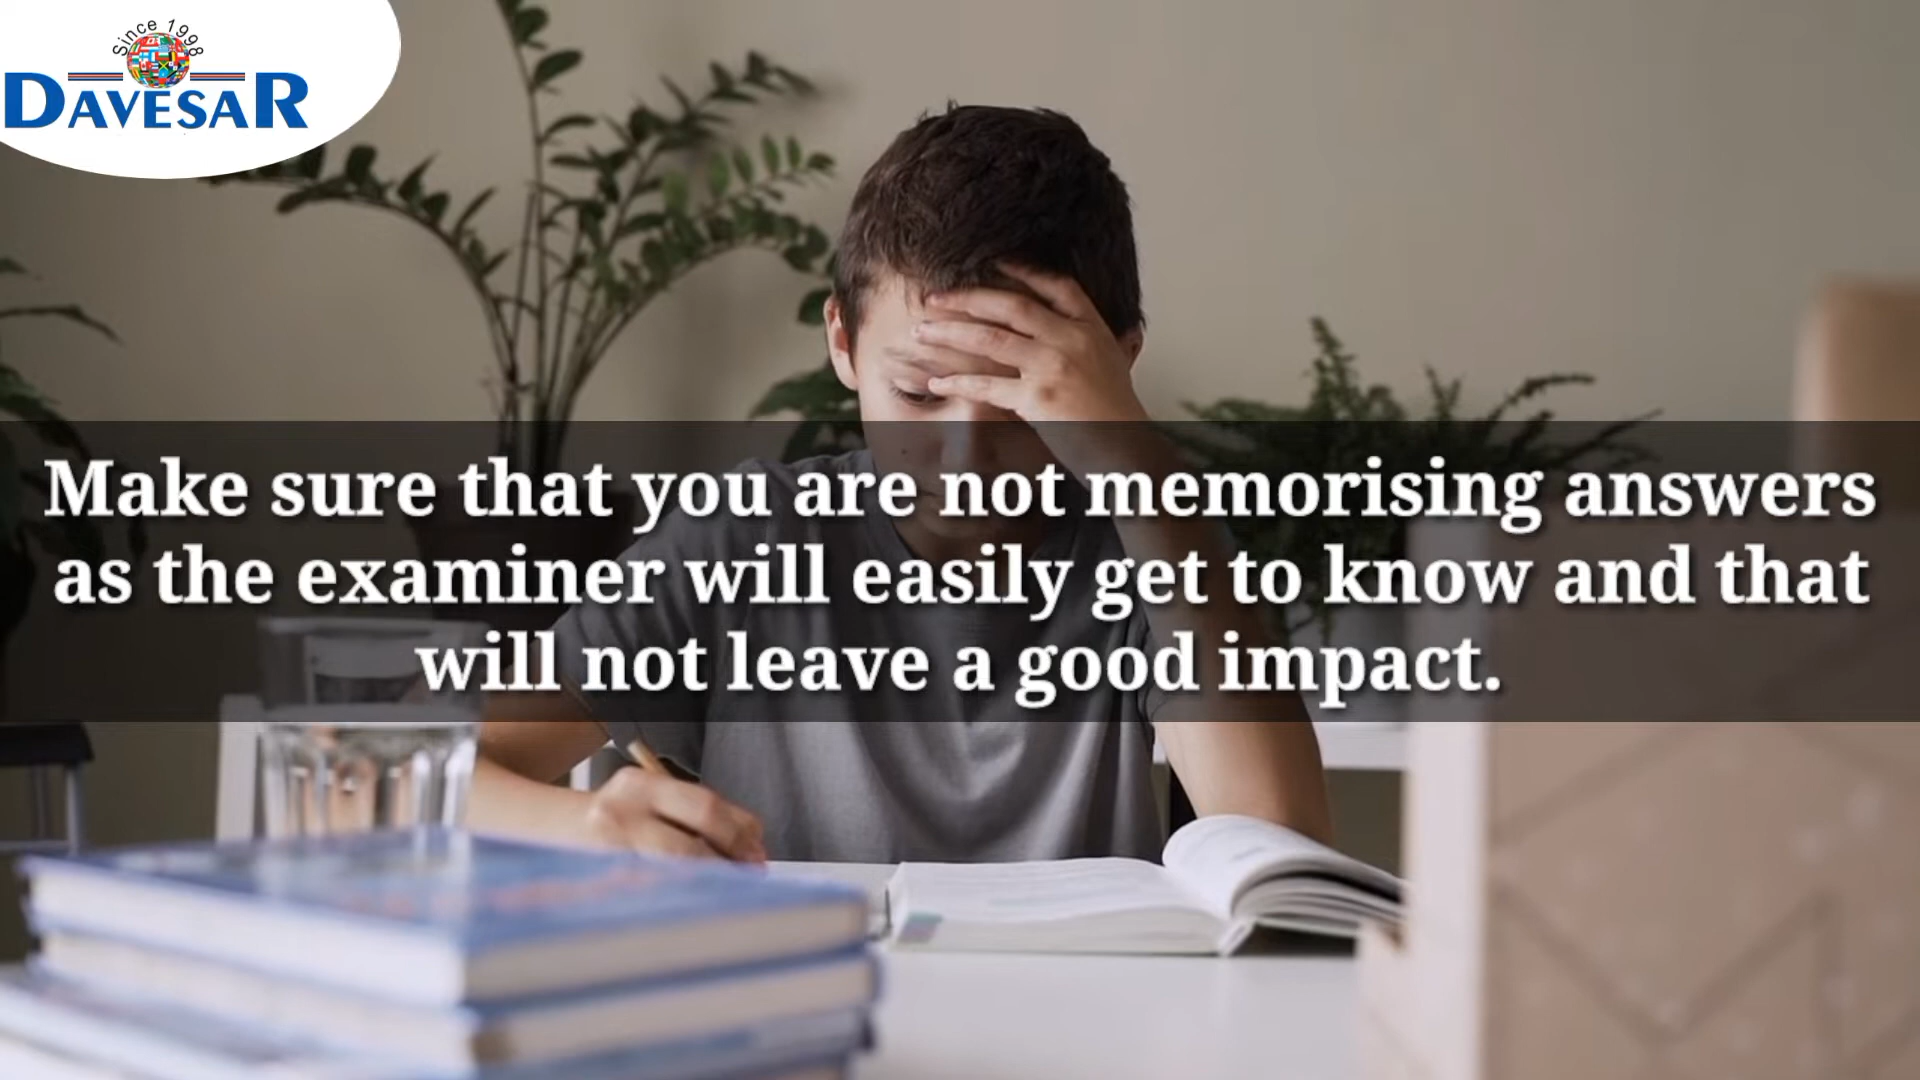 Since 1998
DAVESAR
Make sure that you are not memorising answers
as the examiner will easily get to know and that
will not leave a good impact.